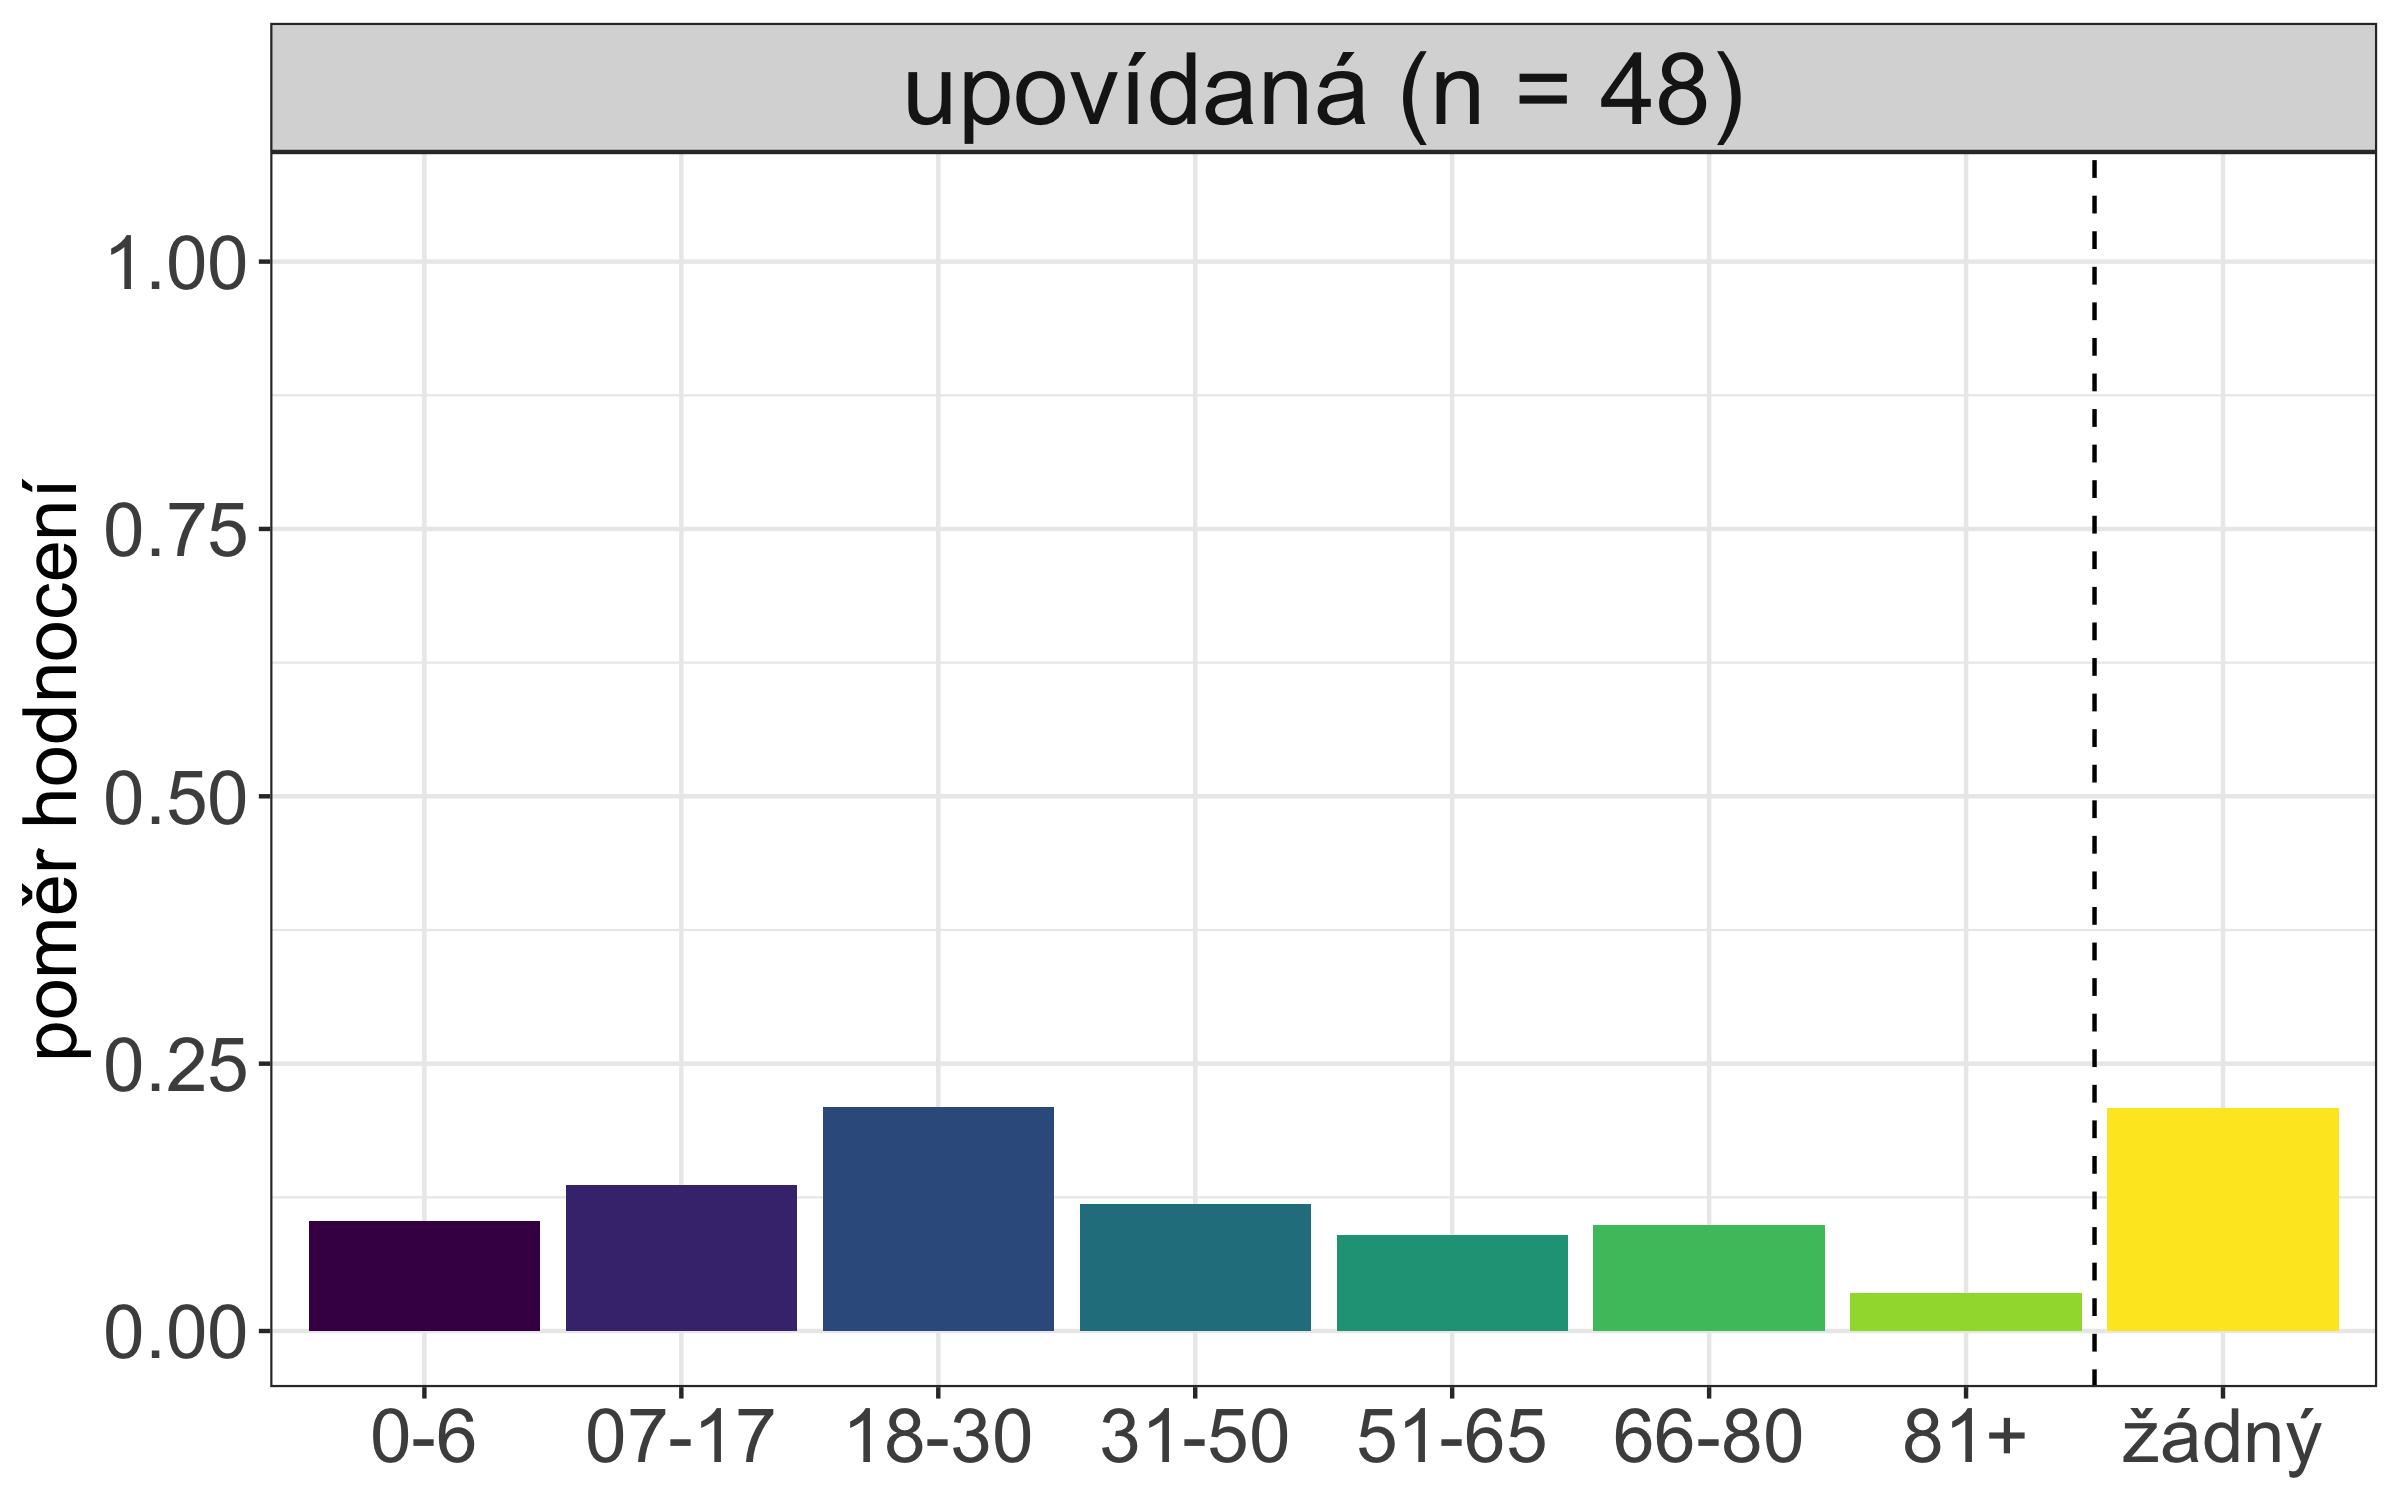 upovídaná (n = 48)
poměr hodnocení
1.00
0.75
0.50
0.25
0.00
0-6 07-17 18-30 31-50 51-65 66-80 81+ žádný